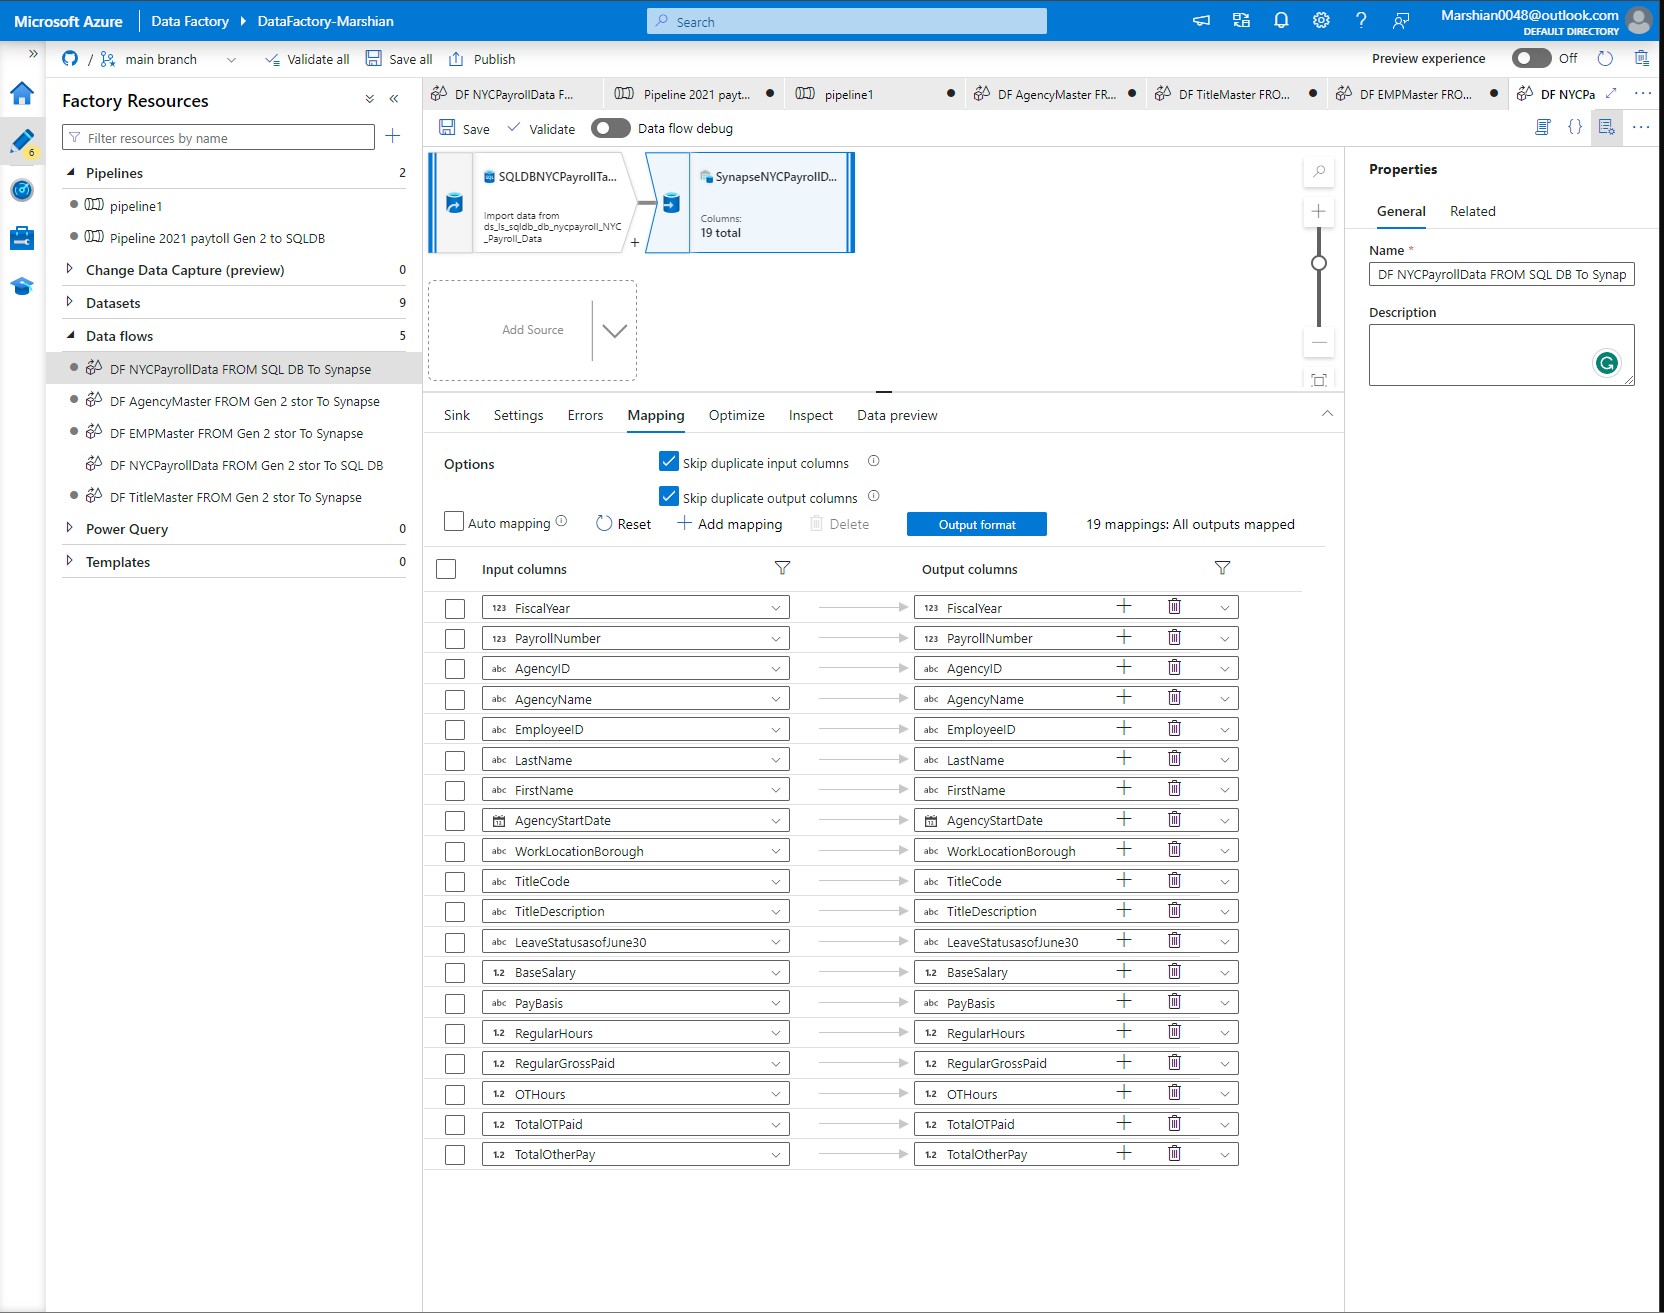 Microsoft Azure
Data Factory
DataFactory-Marshian
Search
Marshian0048@outlook.com
DEFAULT DIRECTORY
/ main branch
Validate all
Save all
Publish
Preview experience
Off
Factory Resources
Filter resources by name
6
Pipelines 2
pipeline1
Pipeline 2021 paytoll Gen 2 to SQLDB
Change Data Capture (preview) 0
Datasets 9
Data flows 5
DF NYCPayrollData FROM SQL DB To Synapse
DF AgencyMaster FROM Gen 2 stor To Synapse
DF EMPMaster FROM Gen 2 stor To Synapse
DF NYCPayrollData FROM Gen 2 stor To SQL DB
DF TitleMaster FROM Gen 2 stor To Synapse
Power Query 0
Templates 0
DF NYCPayrollData F...
Pipeline 2021 payt...
pipeline1
DF AgencyMaster FR...
DF TitleMaster FRO...
DF EMPMaster FRO...
DF NYCPa
Save
Validate
Data flow debug
SQLDBNYCPayrollTa...
Import data from
ds_ls_sqldb_db_nycpayroll_NYC
_Payroll_Data
+
SynapseNYCPayrollD...
Columns:
19 total
Add Source
Sink
Settings
Errors
Mapping
Optimize
Inspect
Data preview
Options
Skip duplicate input columns
Skip duplicate output columns
Auto mapping
Reset
Add mapping
Delete
Output format
19 mappings: All outputs mapped
Input columns
Output columns
123 FiscalYear 123 FiscalYear
123 PayrollNumber 123 PayrollNumber
abc AgencyID abc AgencyID
abc AgencyName abc AgencyName
abc EmployeeID abc EmployeeID
abc LastName abc LastName
abc FirstName abc FirstName
AgencyStartDate AgencyStartDate
abc WorkLocationBorough abc WorkLocationBorough
abc TitleCode abc TitleCode
abc TitleDescription abc TitleDescription
abc LeaveStatusasofJune30 abc LeaveStatusasofJune30
1.2 BaseSalary 1.2 BaseSalary
abc PayBasis abc PayBasis
1.2 RegularHours 1.2 RegularHours
1.2 RegularGrossPaid 1.2 RegularGrossPaid
1.2 OTHours 1.2 OTHours
1.2 TotalOTPaid 1.2 TotalOTPaid
1.2 TotalOtherPay 1.2 TotalOtherPay
Properties
General
Related
Name *
DF NYCPayrollData FROM SQL DB To Synap
Description